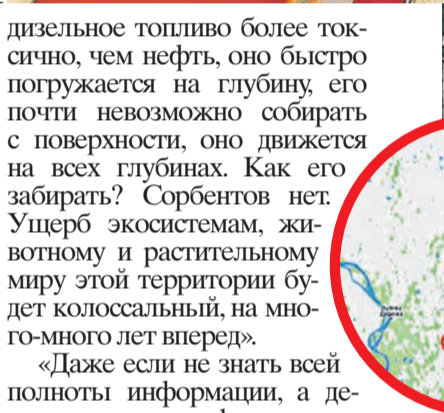 дизельное топливо более ток-
сично, чем нефть, оно быстро
погружается на глубину, его
почти невозможно собирать
с поверхности, оно движется
на всех глубинах. Как его
забирать? Сорбентов нет.
Ущерб экосистемам, жи-
вотному и растительному
миру этой территории бу-
дет колоссальный, на мно-
го-много лет вперед».
«Даже если не знать всей
полноты информации, а де-